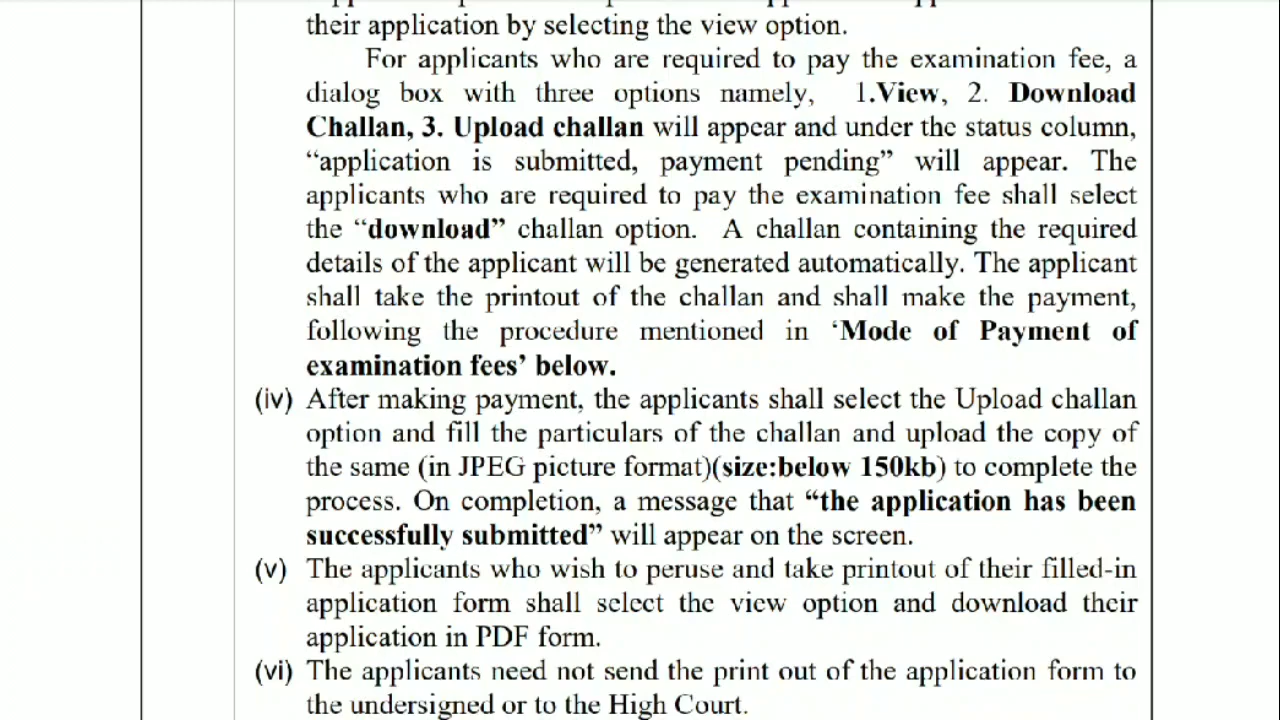 their application by selecting the view option.
For applicants who are required to pay the examination fee, a
dialog box with three options namely, 1.View, 2. Download
Challan, 3. Upload challan will appear and under the status column,
“application is submitted, payment pending” will appear. The
applicants who are required to pay the examination fee shall select
the “download” challan option. A challan containing the required
details of the applicant will be generated automatically. The applicant
shall take the printout of the challan and shall make the payment,
following the procedure mentioned in ‘Mode of Payment of
examination fees’ below.
(iv) After making payment, the applicants shall select the Upload challan
option and fill the particulars of the challan and upload the copy of
the same (in JPEG picture format)(size:below 150kb) to complete the
process. On completion, a message that “the application has been
successfully submitted” will appear on the screen.
(v) The applicants who wish to peruse and take printout of their filled-in
application form shall select the view option and download their
application in PDF form.
(vi) The applicants need not send the print out of the application form to
the undersigned or to the High Court.